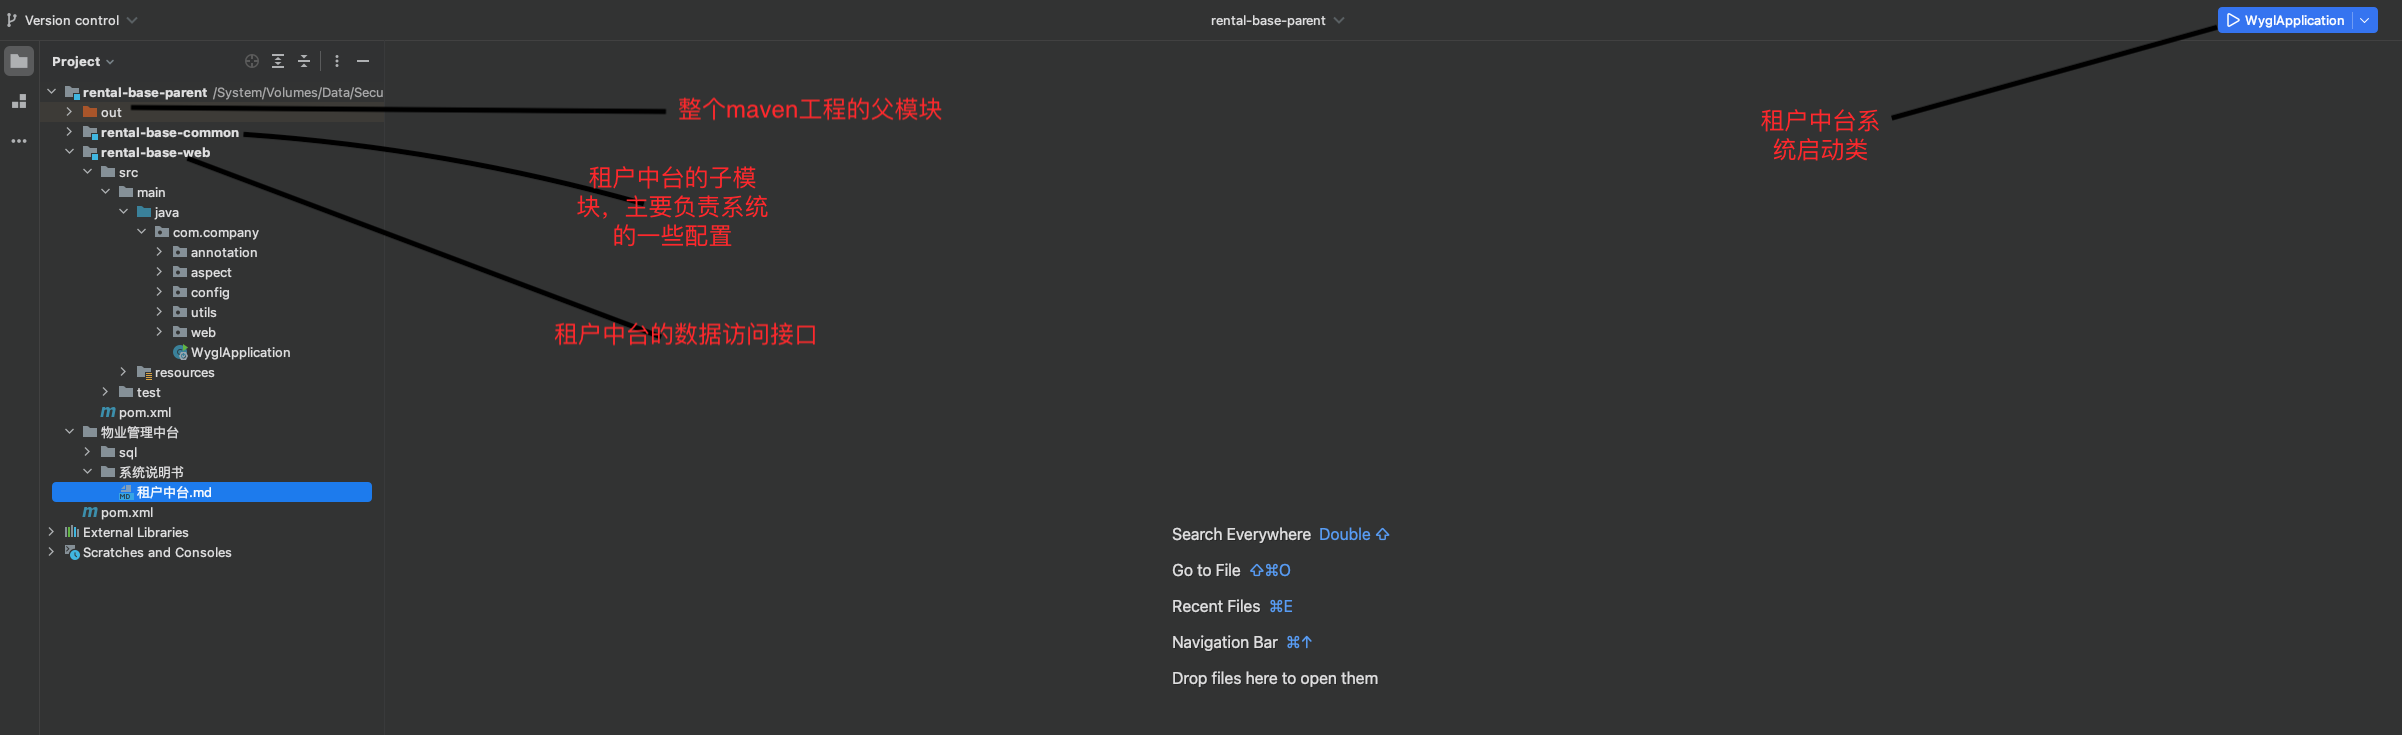 Version control
rental-base-parent
WyglApplication
Project
rental-base-parent /System/Volumes/Data/Secu
out
rental-base-common
rental-base-web
src
main
java
com.company
annotation
aspect
config
utils
web
WyglApplication
resources
test
pom.xml
物业管理中台
sql
系统说明书
租户中台.md
pom.xml
External Libraries
Scratches and Consoles
整个maven工程的父模块
租户中台的子模
块，主要负责系统
的一些配置
租户中台的数据访问接口
租户中台系
统启动类
Search Everywhere Double ⇧
Go to File ⇧⌘O
Recent Files ⌘E
Navigation Bar ⌘↑
Drop files here to open them